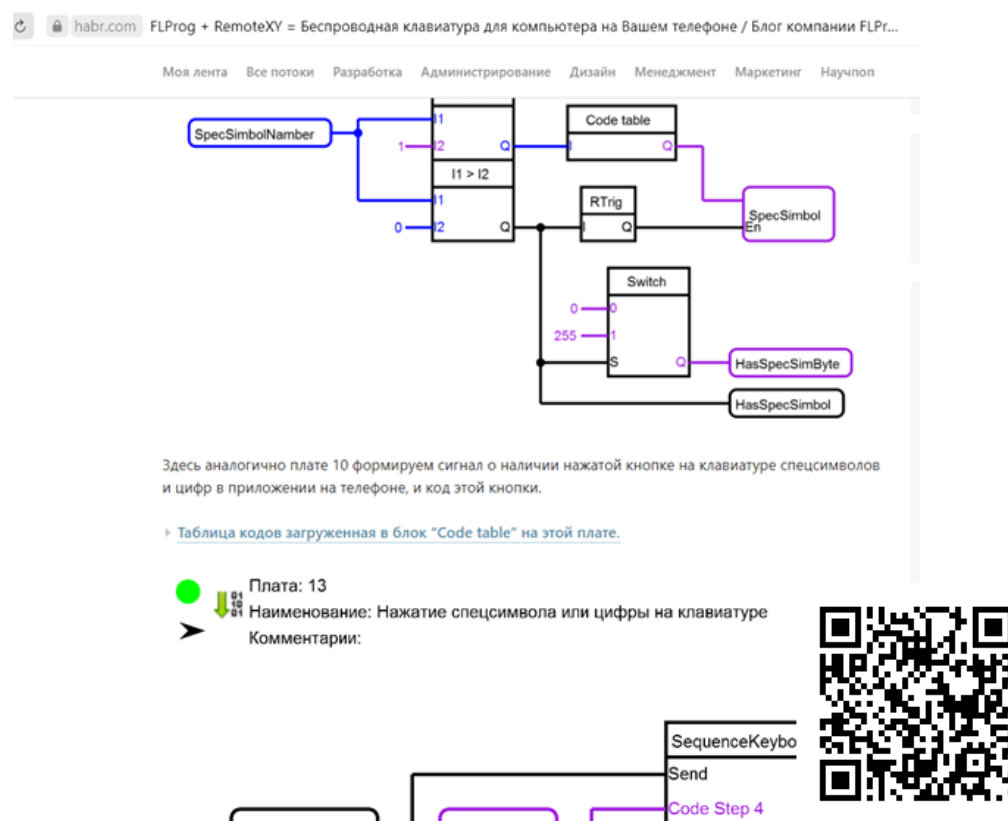 habr.com FLProg + RemoteXY = Беспроводная клавиатура для компьютера на Вашем телефоне / Блог компании FLPr...
Моя лента Все потоки Разработка Администрирование Дизайн Менеджмент Маркетинг Научпоп
SpecSimbolNamber
I1
1 I2 Q
I1 > I2
I1
0 I2 Q
Code table
I Q
RTrig
I Q
SpecSimbol
En
Switch
0 0
255 1
S Q
HasSpecSimByte
HasSpecSimbol
Здесь аналогично плате 10 формируем сигнал о наличии нажатой кнопке на клавиатуре спецсимволов
и цифр в приложении на телефоне, и код этой кнопки.
Таблица кодов загруженная в блок "Code table" на этой плате.
Плата: 13
Наименование: Нажатие спецсимвола или цифры на клавиатуре
Комментарии:
SequenceKeybo
Send
Code Step 4